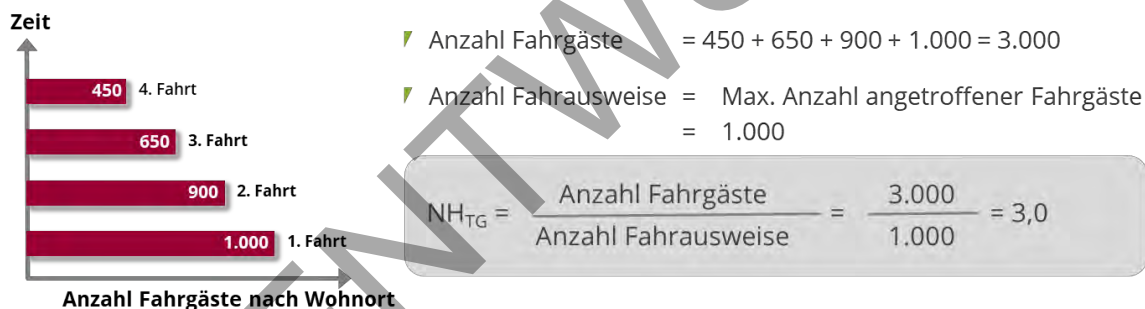 Zeit
450 4. Fahrt
650 3. Fahrt
900 2. Fahrt
1.000 1. Fahrt
Anzahl Fahrgäste nach Wohnort
Anzahl Fahrgäste = 450 + 650 + 900 + 1.000 = 3.000
Anzahl Fahrausweise = Max. Anzahl angetroffener Fahrgäste
= 1.000
NH_TG = Anzahl Fahrgäste / Anzahl Fahrausweise = 3.000 / 1.000 = 3,0